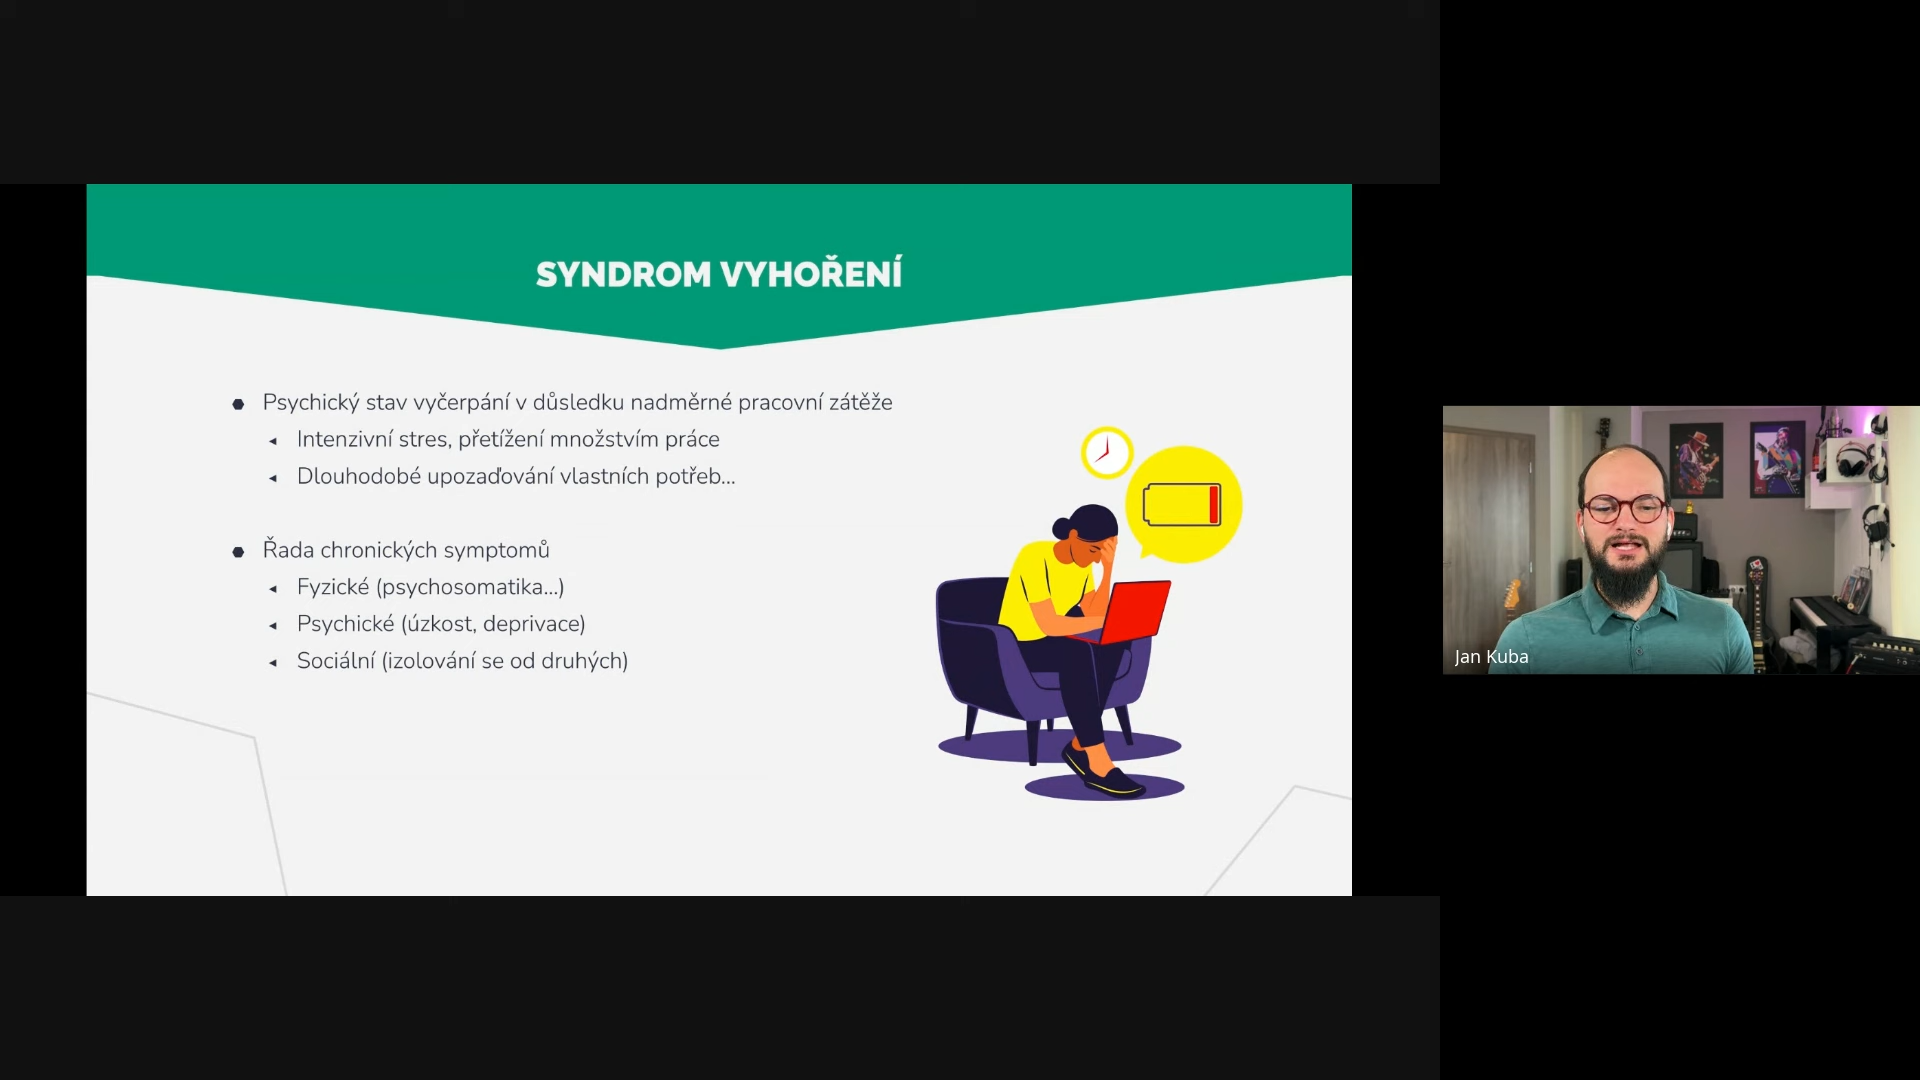 SYNDROM VYHOŘENÍ
Psychický stav vyčerpání v důsledku nadměrné pracovní zátěže
Intenzivní stres, přetížení množstvím práce
Dlouhodobé upozaďování vlastních potřeb...
Řada chronických symptomů
Fyzické (psychosomatika...)
Psychické (úzkost, deprivace)
Sociální (izolování se od druhých)
Jan Kuba